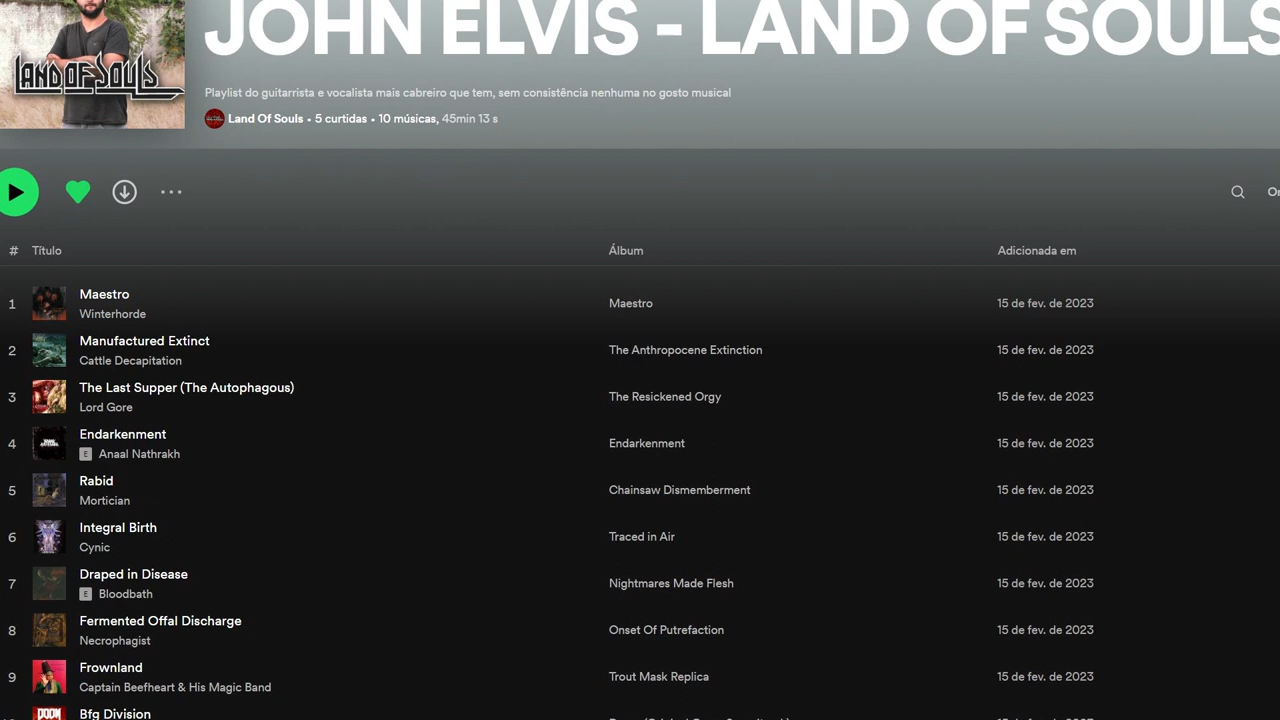 JOHN ELVIS - LAND OF SOULS
LAND OF SOULS
Playlist do guitarrista e vocalista mais cabreiro que tem, sem consistência nenhuma no gosto musical
Land Of Souls • 5 curtidas • 10 músicas, 45min 13 s
# Título Álbum Adicionada em
1 Maestro Maestro 15 de fev. de 2023
Winterhorde
2 Manufactured Extinct The Anthropocene Extinction 15 de fev. de 2023
Cattle Decapitation
3 The Last Supper (The Autophagous) The Resickened Orgy 15 de fev. de 2023
Lord Gore
4 Endarkenment Endarkenment 15 de fev. de 2023
E Anaal Nathrakh
5 Rabid Chainsaw Dismemberment 15 de fev. de 2023
Mortician
6 Integral Birth Traced in Air 15 de fev. de 2023
Cynic
7 Draped in Disease Nightmares Made Flesh 15 de fev. de 2023
E Bloodbath
8 Fermented Offal Discharge Onset Of Putrefaction 15 de fev. de 2023
Necrophagist
9 Frownland Trout Mask Replica 15 de fev. de 2023
Captain Beefheart & His Magic Band
DOOM Bfg Division